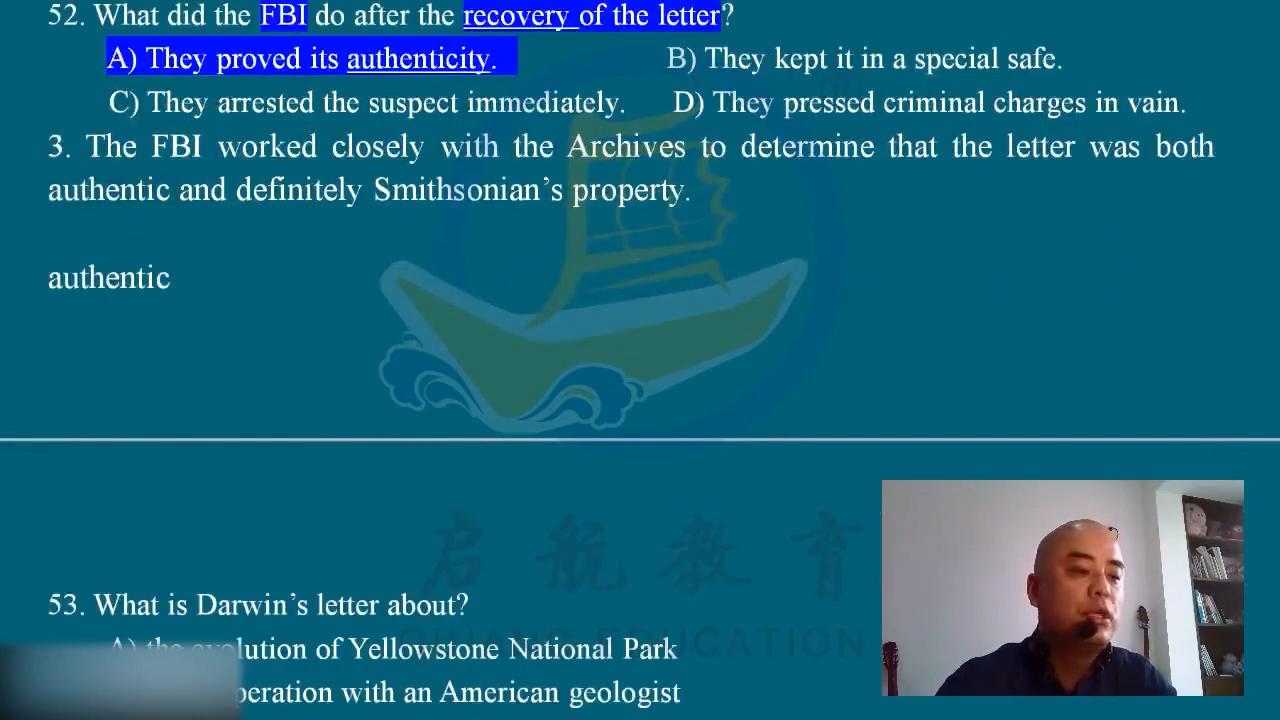 52. What did the FBI do after the recovery of the letter?
A) They proved its authenticity. B) They kept it in a special safe.
C) They arrested the suspect immediately. D) They pressed criminal charges in vain.
3. The FBI worked closely with the Archives to determine that the letter was both
authentic and definitely Smithsonian’s property.
authentic
启航教育
EDUCATION
53. What is Darwin’s letter about?
A) the evolution of Yellowstone National Park
with an American geologist